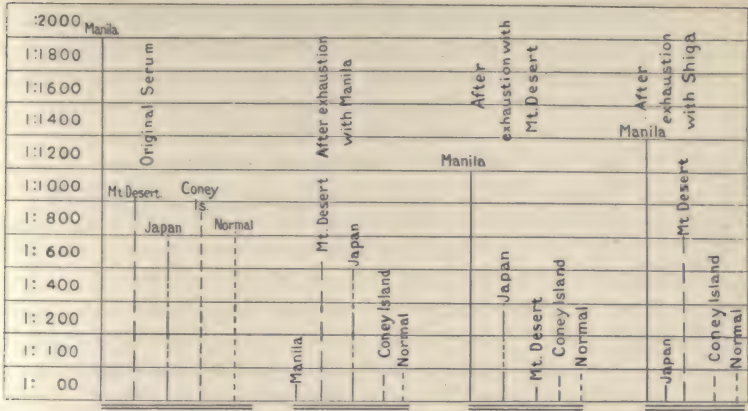 :2000
Manila
1:1800
1:1600
1:1400
1:1200
1:1000
1: 800
1: 600
1: 400
1: 200
1: 100
1: 00
Original Serum
Mt Desert
Japan
Coney
Is.
Normal
After exhaustion
with Manila
Manila
Mt. Desert
Japan
Coney Island
Normal
After
exhaustion with
Mt. Desert
Manila
Japan
Mt. Desert
Coney Island
Normal
After
exhaustion
with Shiga
Manila
Japan
Mt Desert
Coney Island
Normal